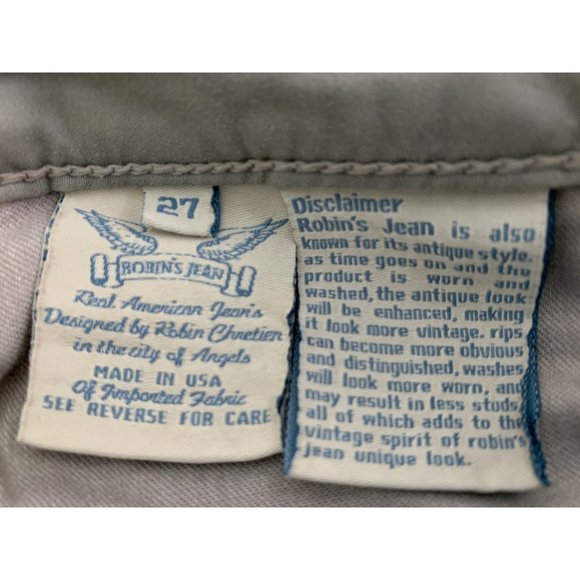 27
ROBIN'S JEAN
Real American Jean's
Designed by Robin Chretien
in the city of Angels
MADE IN USA
Of Imported Fabric
SEE REVERSE FOR CARE
Disclaimer
Robin's Jean is also
known for its antique style.
as time goes on and the
product is worn and
washed, the antique look
will be enhanced, making
it look more vintage. rips
can become more obvious
and distinguished, washes
will look more worn, and
may result in less studs,
all of which adds to the
vintage spirit of robin's
jean unique look.